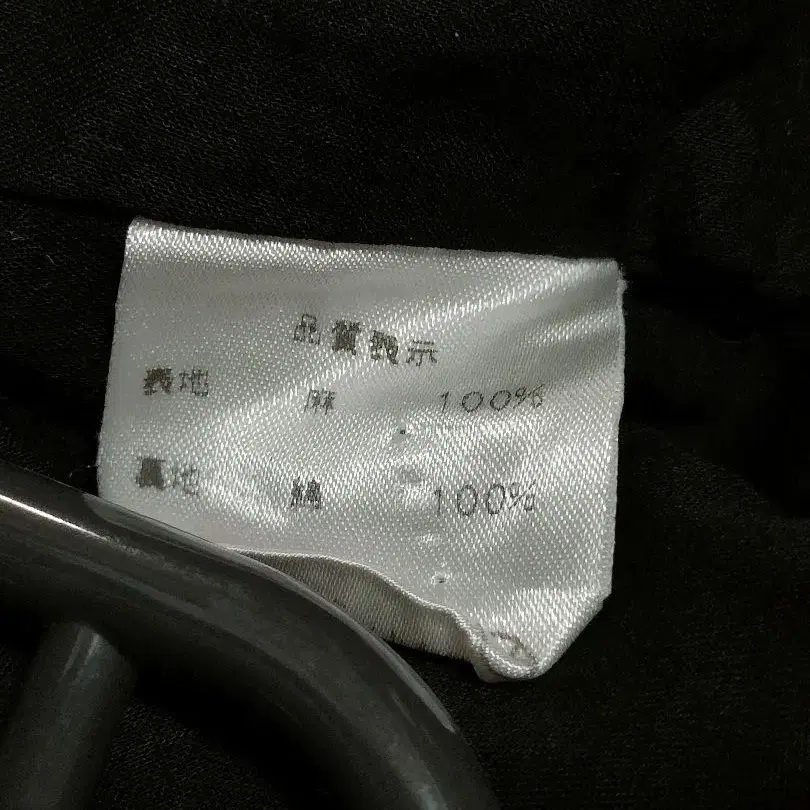 品質表示
表地 麻 100%
裏地 綿 100%